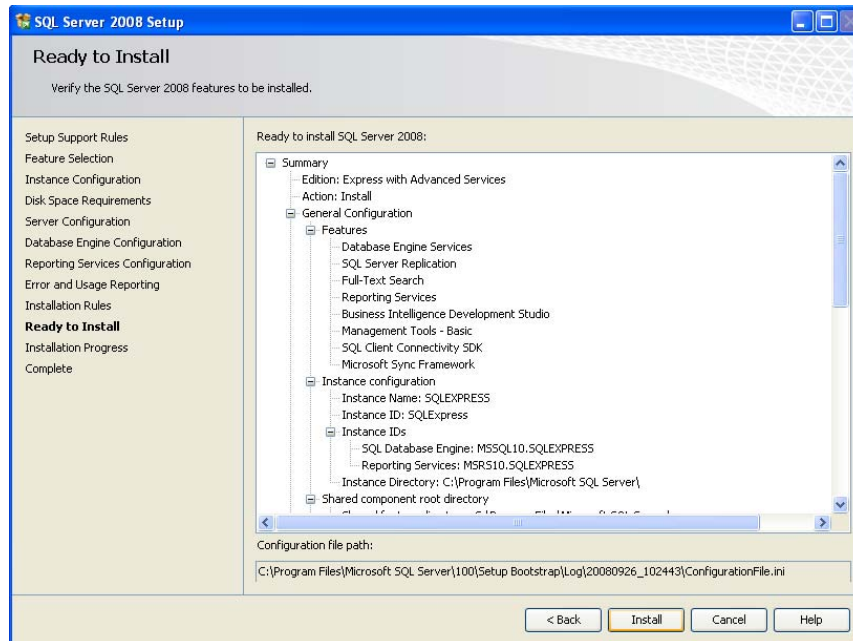 SQL Server 2008 Setup
Ready to Install
Verify the SQL Server 2008 features to be installed.
Setup Support Rules
Feature Selection
Instance Configuration
Disk Space Requirements
Server Configuration
Database Engine Configuration
Reporting Services Configuration
Error and Usage Reporting
Installation Rules
Ready to Install
Installation Progress
Complete
Ready to install SQL Server 2008:
Summary
Edition: Express with Advanced Services
Action: Install
General Configuration
Features
Database Engine Services
SQL Server Replication
Full-Text Search
Reporting Services
Business Intelligence Development Studio
Management Tools - Basic
SQL Client Connectivity SDK
Microsoft Sync Framework
Instance configuration
Instance Name: SQLEXPRESS
Instance ID: SQLExpress
Instance IDs
SQL Database Engine: MSSQL10.SQLEXPRESS
Reporting Services: MSRS10.SQLEXPRESS
Instance Directory: C:\Program Files\Microsoft SQL Server\
Shared component root directory
Configuration file path:
C:\Program Files\Microsoft SQL Server\100\Setup Bootstrap\Log\20080926_102443\ConfigurationFile.ini
< Back
Install
Cancel
Help